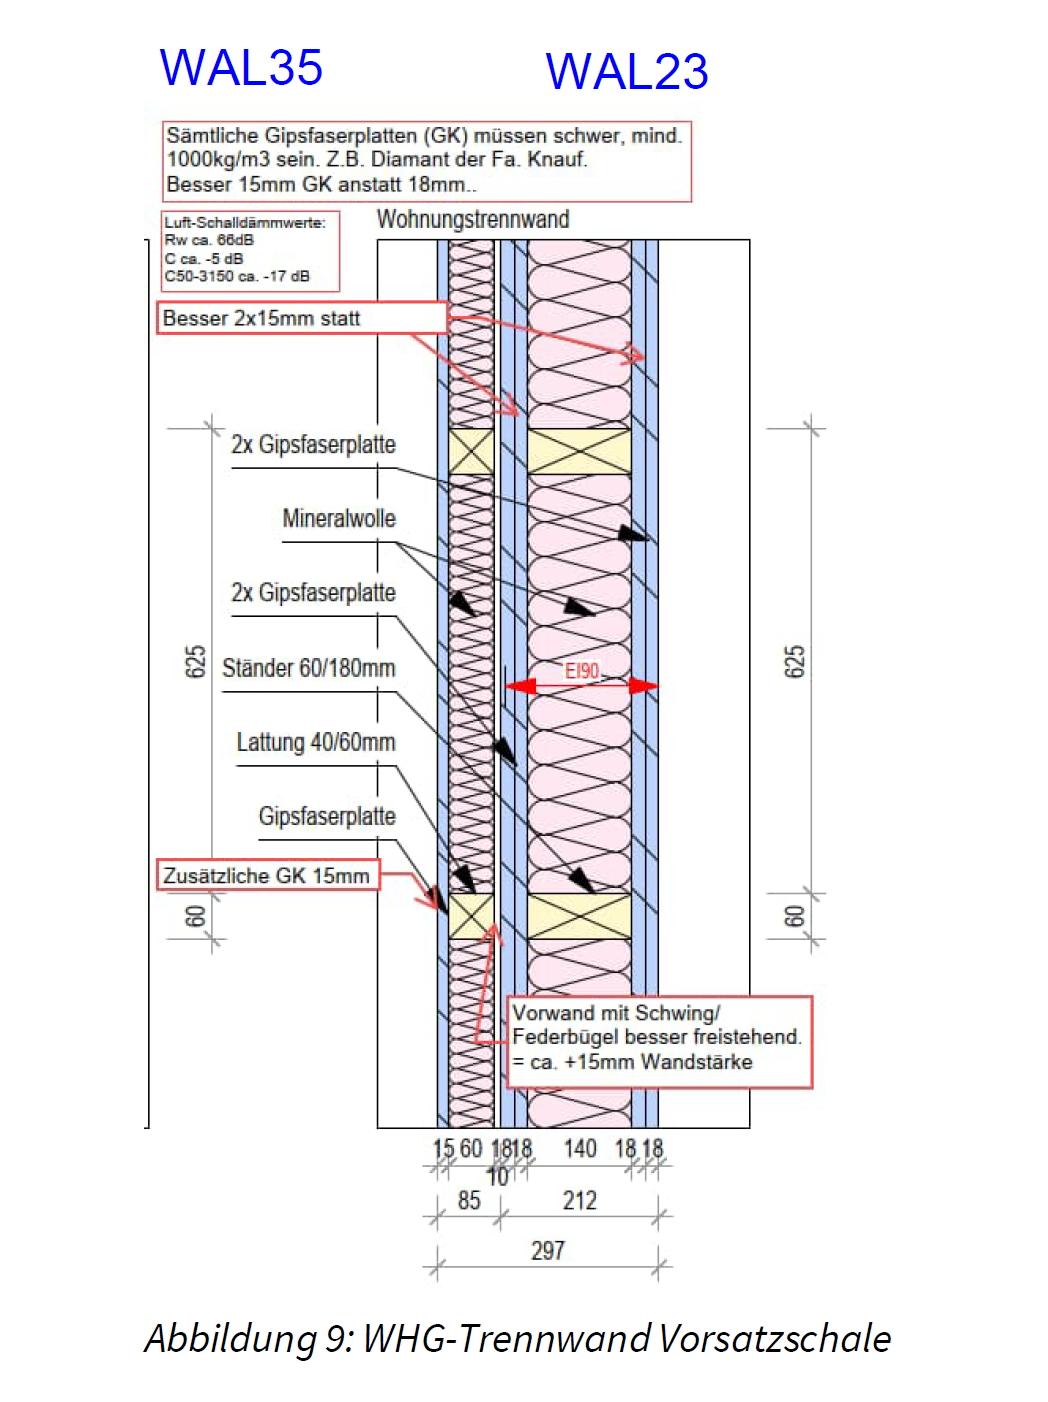 WAL35
WAL23
Sämtliche Gipsfaserplatten (GK) müssen schwer, mind.
1000kg/m3 sein. Z.B. Diamant der Fa. Knauf.
Besser 15mm GK anstatt 18mm..
Luft-Schalldämmwerte:
Rw ca. 66dB
C ca. -5 dB
C50-3150 ca. -17 dB
Wohnungstrennwand
Besser 2x15mm statt
2x Gipsfaserplatte
Mineralwolle
2x Gipsfaserplatte
Ständer 60/180mm
Lattung 40/60mm
Gipsfaserplatte
Zusätzliche GK 15mm
625
60
EI90
625
60
Vorwand mit Schwing/
Federbügel besser freistehend.
= ca. +15mm Wandstärke
15 60 18 18 140 18 18
10
85 212
297
Abbildung 9: WHG-Trennwand Vorsatzschale